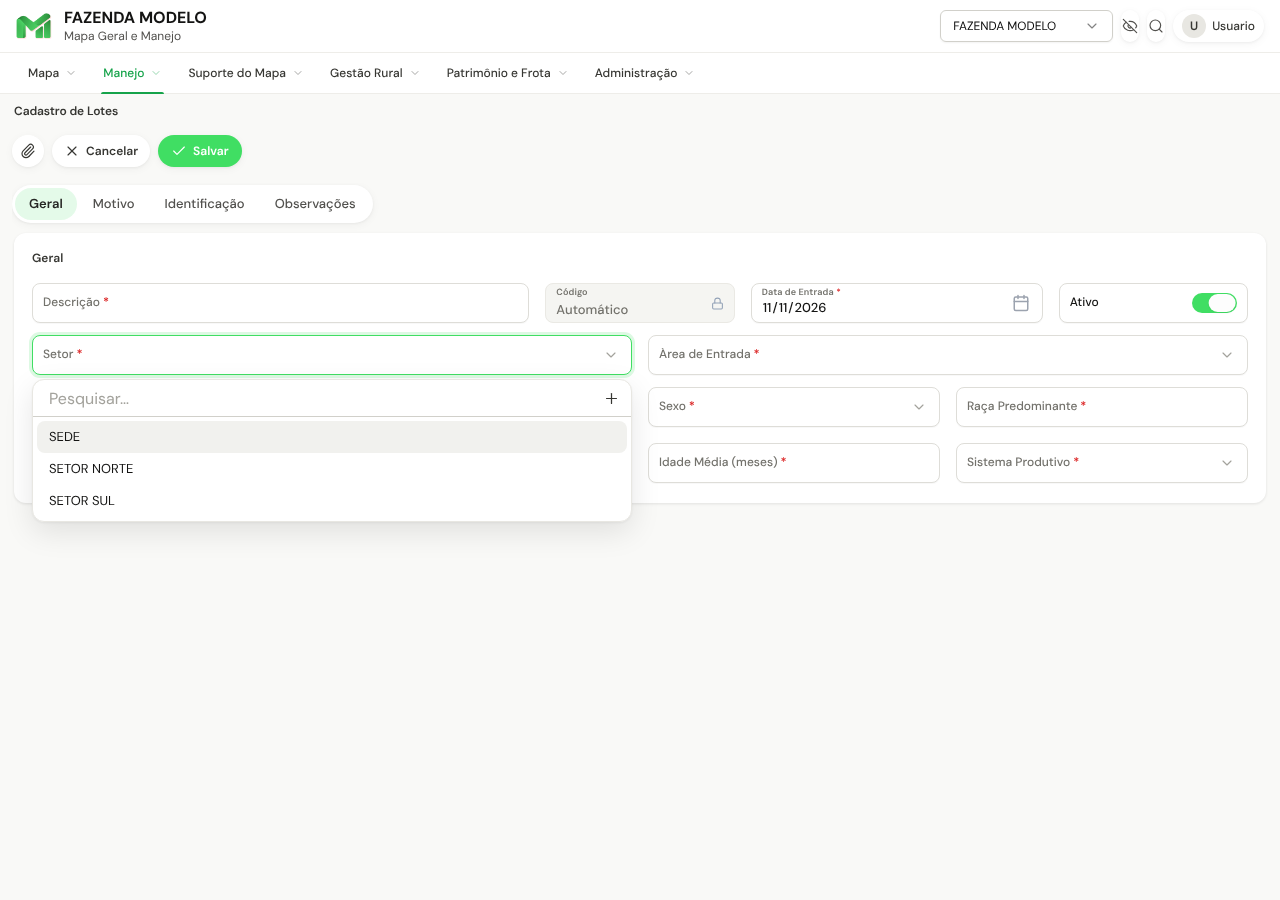 FAZENDA MODELO
Mapa Geral e Manejo
FAZENDA MODELO
U
Usuario
Mapa
Manejo
Suporte do Mapa
Gestão Rural
Patrimônio e Frota
Administração
Cadastro de Lotes
Cancelar
Salvar
Geral
Motivo
Identificação
Observações
Geral
Descrição *
Código
Automático
Data de Entrada *
11/11/2026
Ativo
Setor *
Àrea de Entrada *
Pesquisar...
SEDE
SETOR NORTE
SETOR SUL
Sexo *
Raça Predominante *
Idade Média (meses) *
Sistema Produtivo *